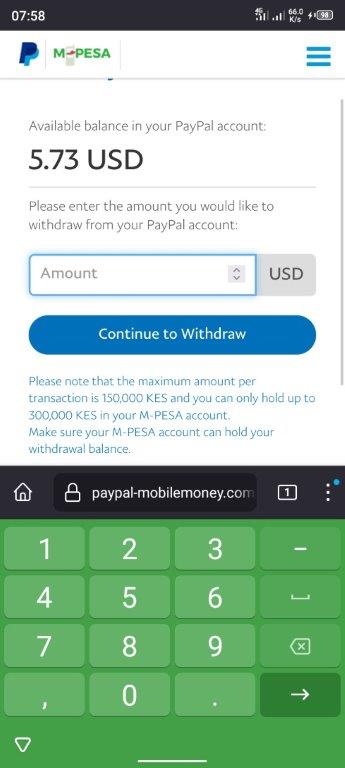 07:58
4G
66.0
K/s
98
M-PESA
Available balance in your PayPal account:
5.73 USD
Please enter the amount you would like to
withdraw from your PayPal account:
Amount
USD
Continue to Withdraw
Please note that the maximum amount per
transaction is 150,000 KES and you can only hold up to
300,000 KES in your M-PESA account.
Make sure your M-PESA account can hold your
withdrawal balance.
paypal-mobilemoney.com
1
1 2 3 -
4 5 6
7 8 9
, 0 .